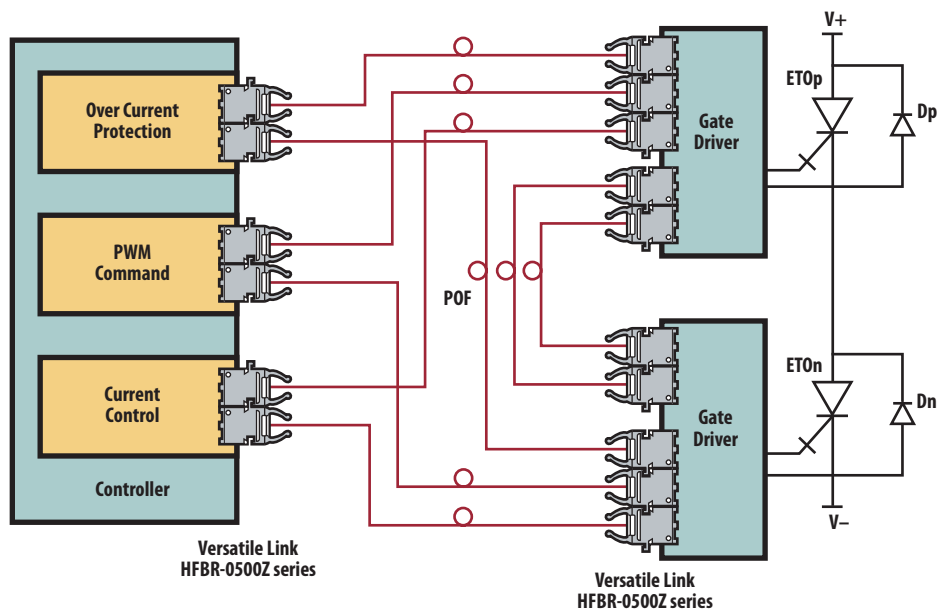 Over Current
Protection
PWM
Command
Current
Control
Controller
Versatile Link
HFBR-0500Z series
POF
Gate
Driver
Gate
Driver
Versatile Link
HFBR-0500Z series
V+
ETOp
Dp
ETOn
Dn
V–